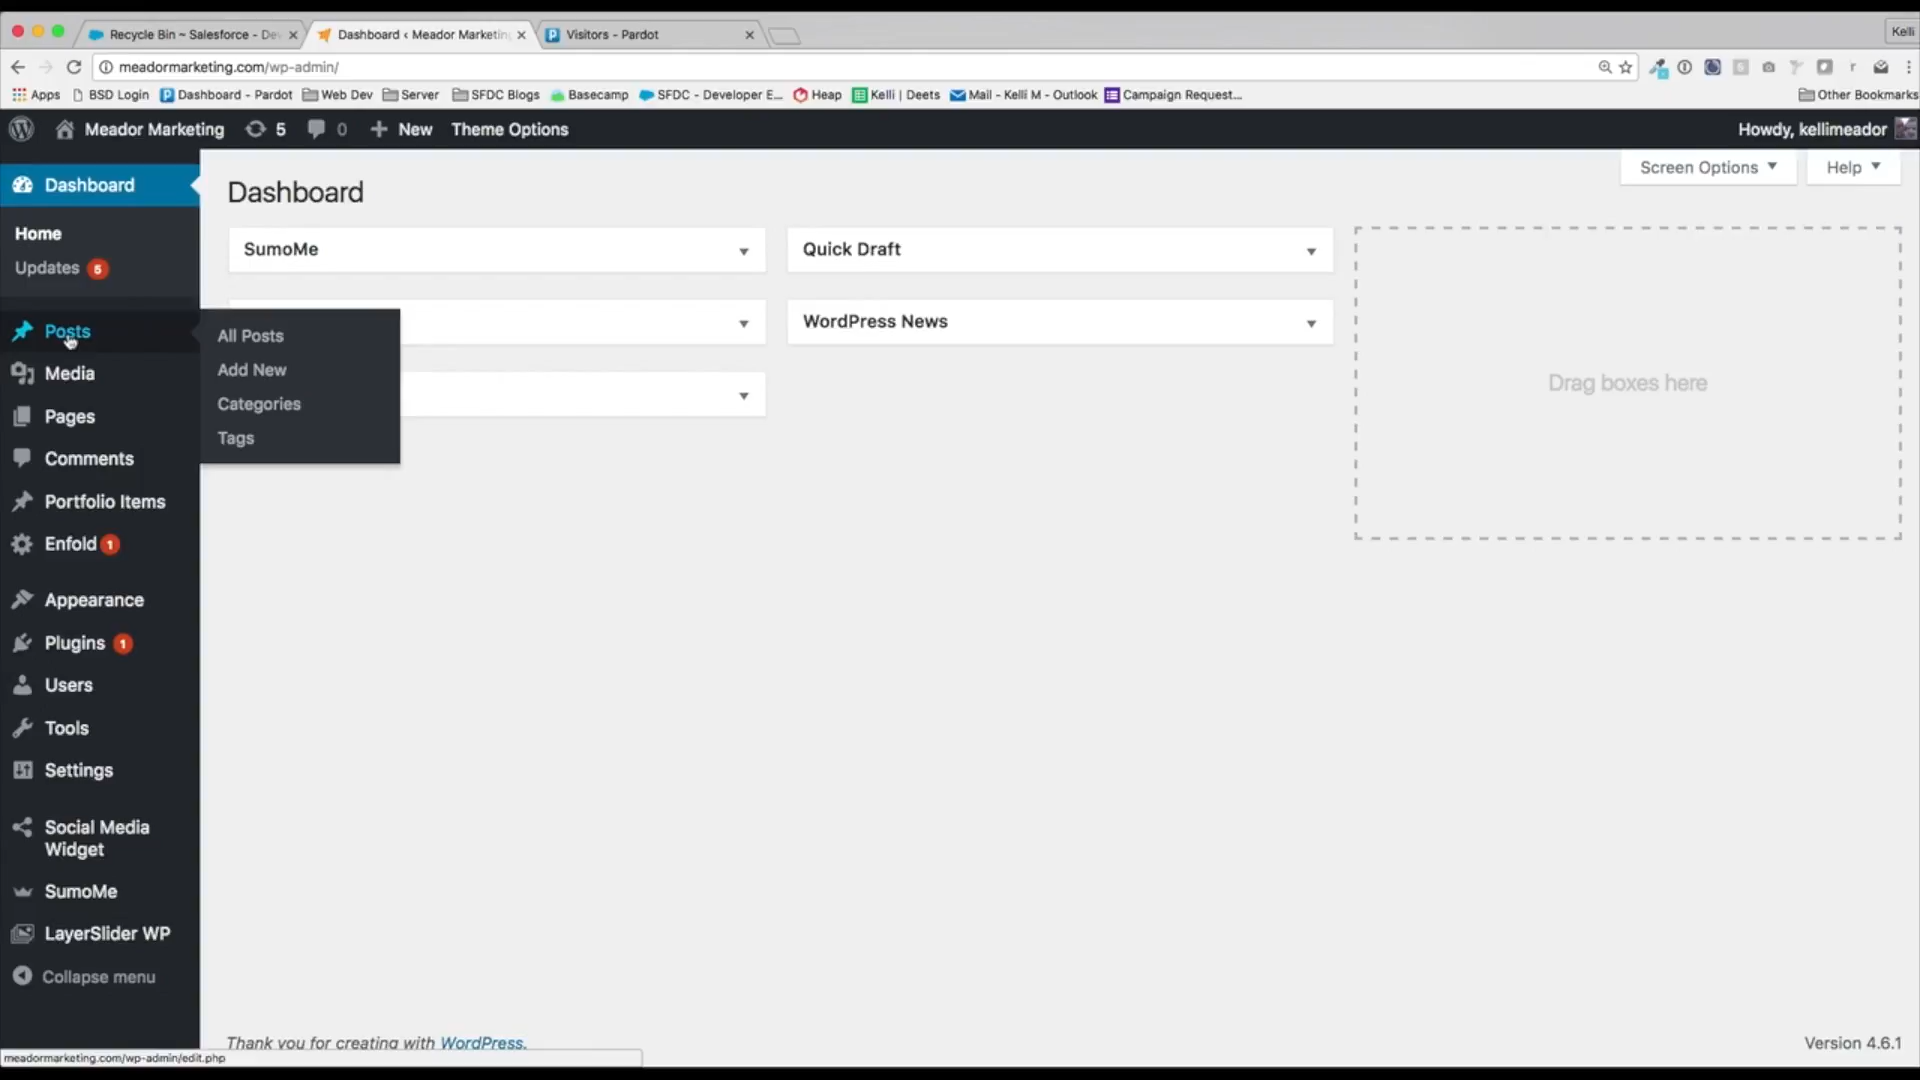 Recycle Bin ~ Salesforce - De
Dashboard ‹ Meador Marketing
Visitors - Pardot
Kelli
meadormarketing.com/wp-admin/
Apps
BSD Login
Dashboard - Pardot
Web Dev
Server
SFDC Blogs
Basecamp
SFDC - Developer E...
Heap
Kelli | Deets
Mail - Kelli M - Outlook
Campaign Request...
Other Bookmarks
Meador Marketing
5
0
New
Theme Options
Howdy, kellimeador
Dashboard
Home
Updates 5
Posts
Media
Pages
Comments
Portfolio Items
Enfold 1
Appearance
Plugins 1
Users
Tools
Settings
Social Media
Widget
SumoMe
LayerSlider WP
Collapse menu
All Posts
Add New
Categories
Tags
Screen Options
Help
Dashboard
SumoMe
Quick Draft
WordPress News
Drag boxes here
Thank you for creating with WordPress.
Version 4.6.1
meadormarketing.com/wp-admin/edit.php